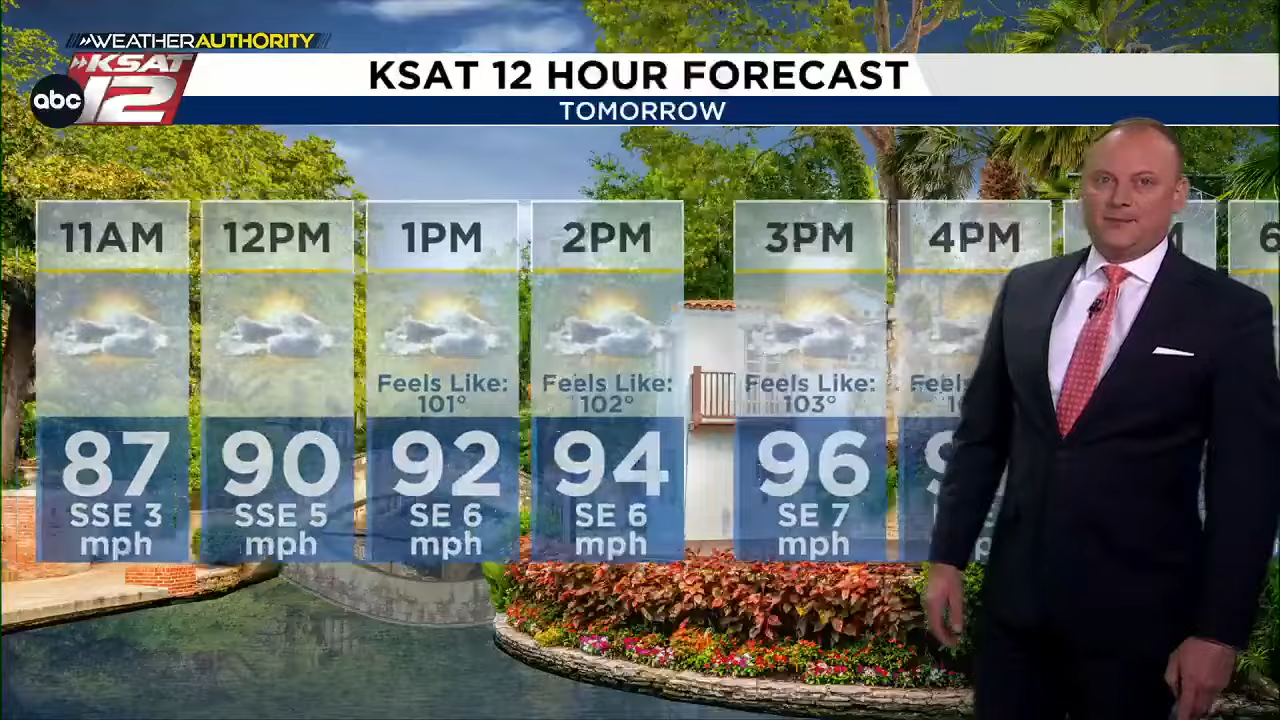 WEATHERAUTHORITY
KSAT
abc 12
KSAT 12 HOUR FORECAST
TOMORROW
11AM 12PM 1PM 2PM 3PM 4PM
Feels Like: Feels Like: Feels Like:
101° 102° 103°
87 90 92 94 96
SSE 3 SSE 5 SE 6 SE 6 SE 7
mph mph mph mph mph